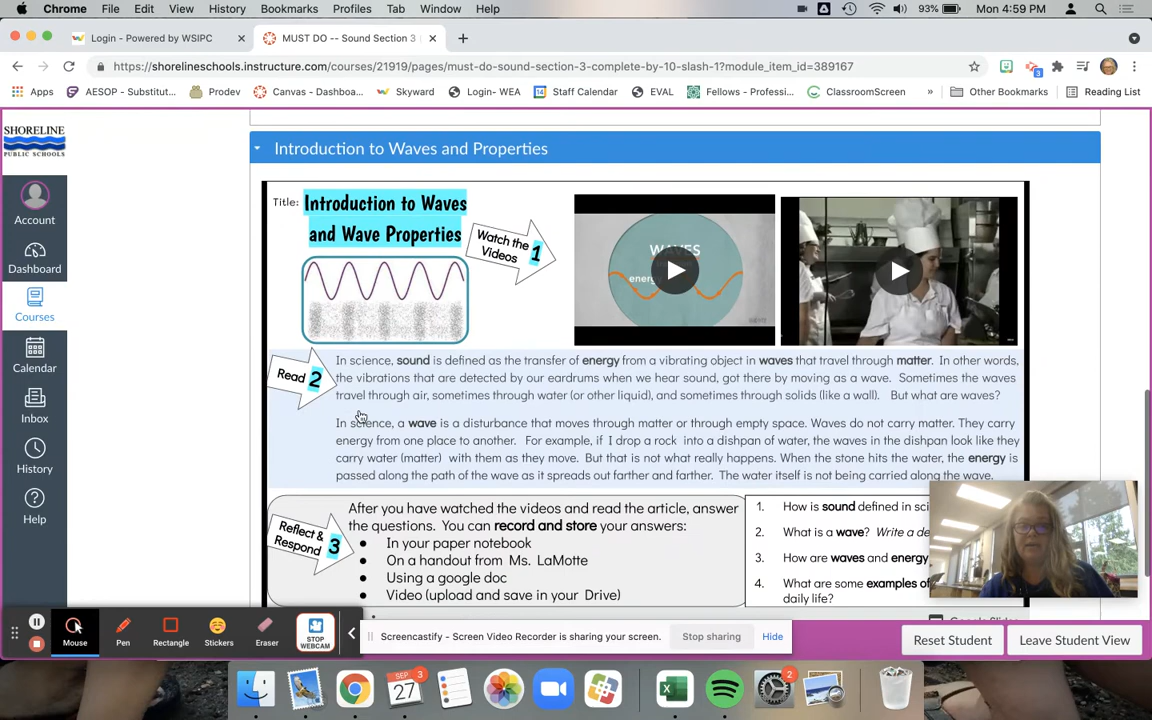 Chrome File Edit View History Bookmarks Profiles Tab Window Help 93% Mon 4:59 PM
Login - Powered by WSIPC MUST DO -- Sound Section 3
https://shorelineschools.instructure.com/courses/21919/pages/must-do-sound-section-3-complete-by-10-slash-1?module_item_id=389167
Apps AESOP - Substitut... Prodev Canvas - Dashboa... Skyward Login- WEA Staff Calendar EVAL Fellows - Professi... ClassroomScreen » Other Bookmarks Reading List
SHORELINE
PUBLIC SCHOOLS
Account
Dashboard
Courses
Calendar
Inbox
History
Help
Introduction to Waves and Properties
Title: Introduction to Waves
and Wave Properties
Watch the
Videos 1
WAVES
energ
Read 2
In science, sound is defined as the transfer of energy from a vibrating object in waves that travel through matter. In other words,
the vibrations that are detected by our eardrums when we hear sound, got there by moving as a wave. Sometimes the waves
travel through air, sometimes through water (or other liquid), and sometimes through solids (like a wall). But what are waves?
In science, a wave is a disturbance that moves through matter or through empty space. Waves do not carry matter. They carry
energy from one place to another. For example, if I drop a rock into a dishpan of water, the waves in the dishpan look like they
carry water (matter) with them as they move. But that is not what really happens. When the stone hits the water, the energy is
passed along the path of the wave as it spreads out farther and farther. The water itself is not being carried along the wave.
Reflect &
Respond 3
After you have watched the videos and read the article, answer
the questions. You can record and store your answers:
● In your paper notebook
● On a handout from Ms. LaMotte
● Using a google doc
● Video (upload and save in your Drive)
1. How is sound defined in sci
2. What is a wave? Write a de
3. How are waves and energy
4. What are some examples of
daily life?
Mouse Pen Rectangle Stickers Eraser STOP
WEBCAM
Screencastify - Screen Video Recorder is sharing your screen. Stop sharing Hide
Reset Student Leave Student View
SEP
27
3
2